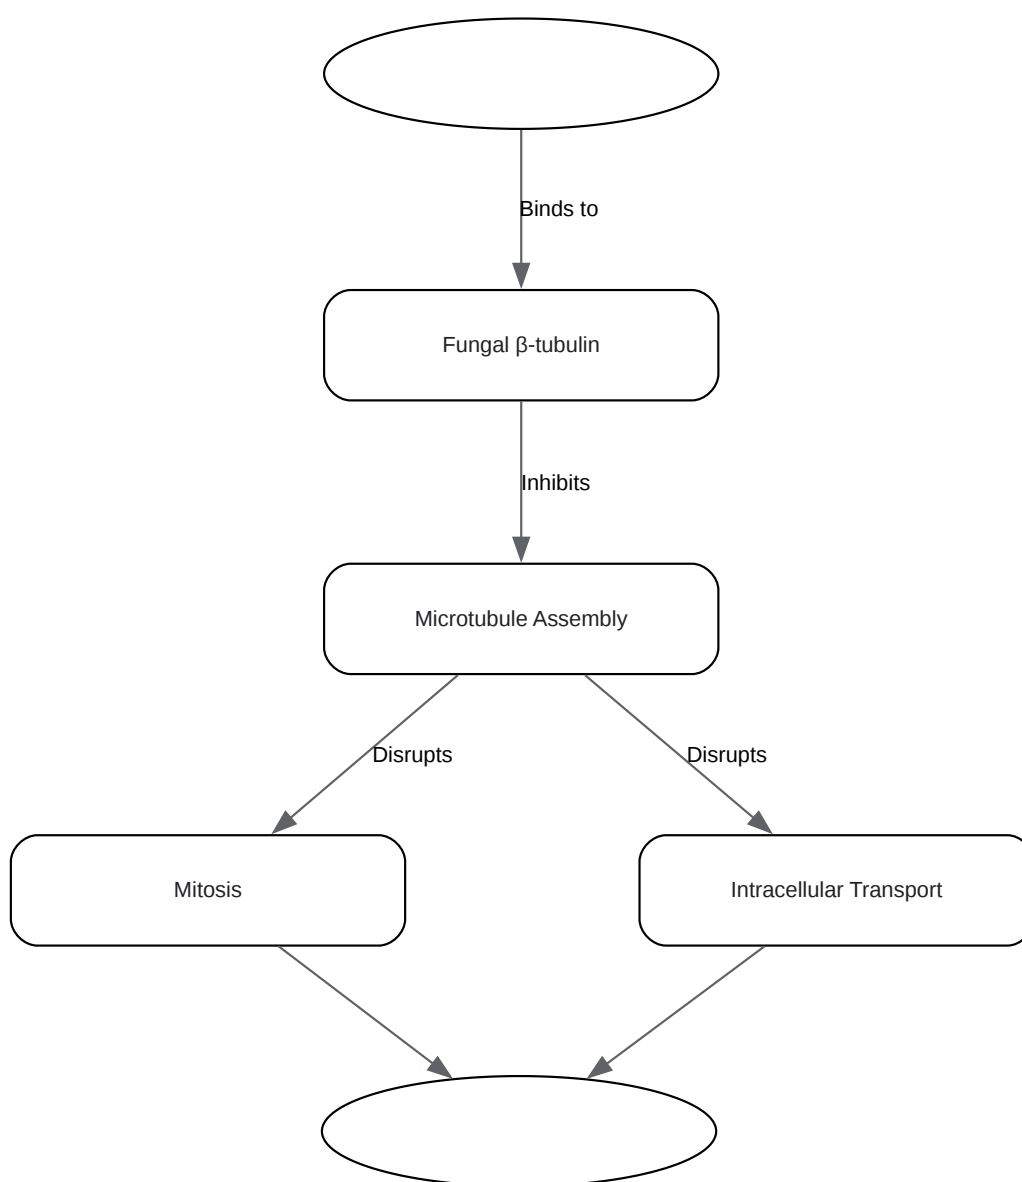 Binds to
Fungal β-tubulin
Inhibits
Microtubule Assembly
Disrupts
Disrupts
Mitosis
Intracellular Transport